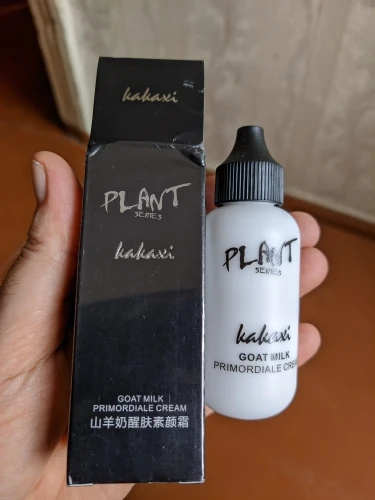 kakaxi
PLANT
SERIES
kakaxi
GOAT MILK
PRIMORDIALE CREAM
山羊奶醒肤素颜霜
PLANT
SERIES
kakaxi
GOAT MILK
PRIMORDIALE CREAM